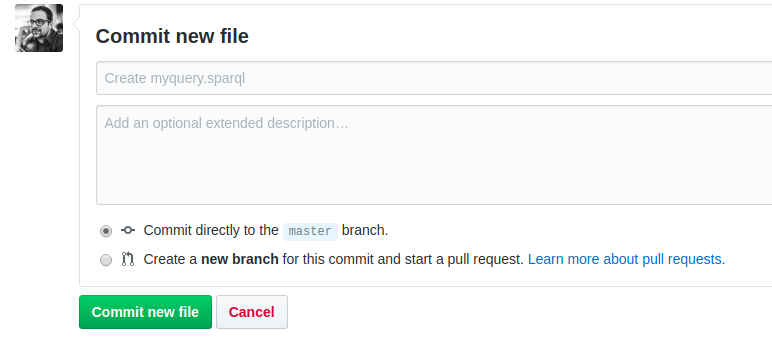 Commit new file
Create myquery.sparql
Add an optional extended description…
Commit directly to the master branch.
Create a new branch for this commit and start a pull request. Learn more about pull requests.
Commit new file
Cancel